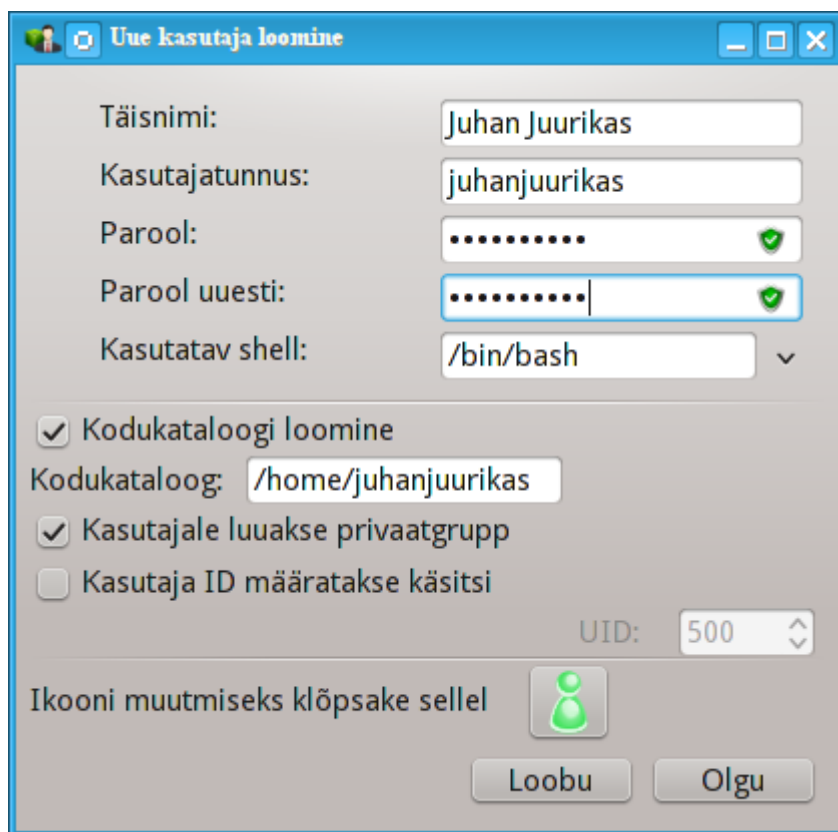 Uue kasutaja loomine
Täisnimi: Juhan Juurikas
Kasutajatunnus: juhanjuurikas
Parool: ••••••••••
Parool uuesti: ••••••••••
Kasutatav shell: /bin/bash
Kodukataloogi loomine
Kodukataloog: /home/juhanjuurikas
Kasutajale luuakse privaatgrupp
Kasutaja ID määratakse käsitsi
UID: 500
Ikooni muutmiseks klõpsake sellel
Loobu Olgu